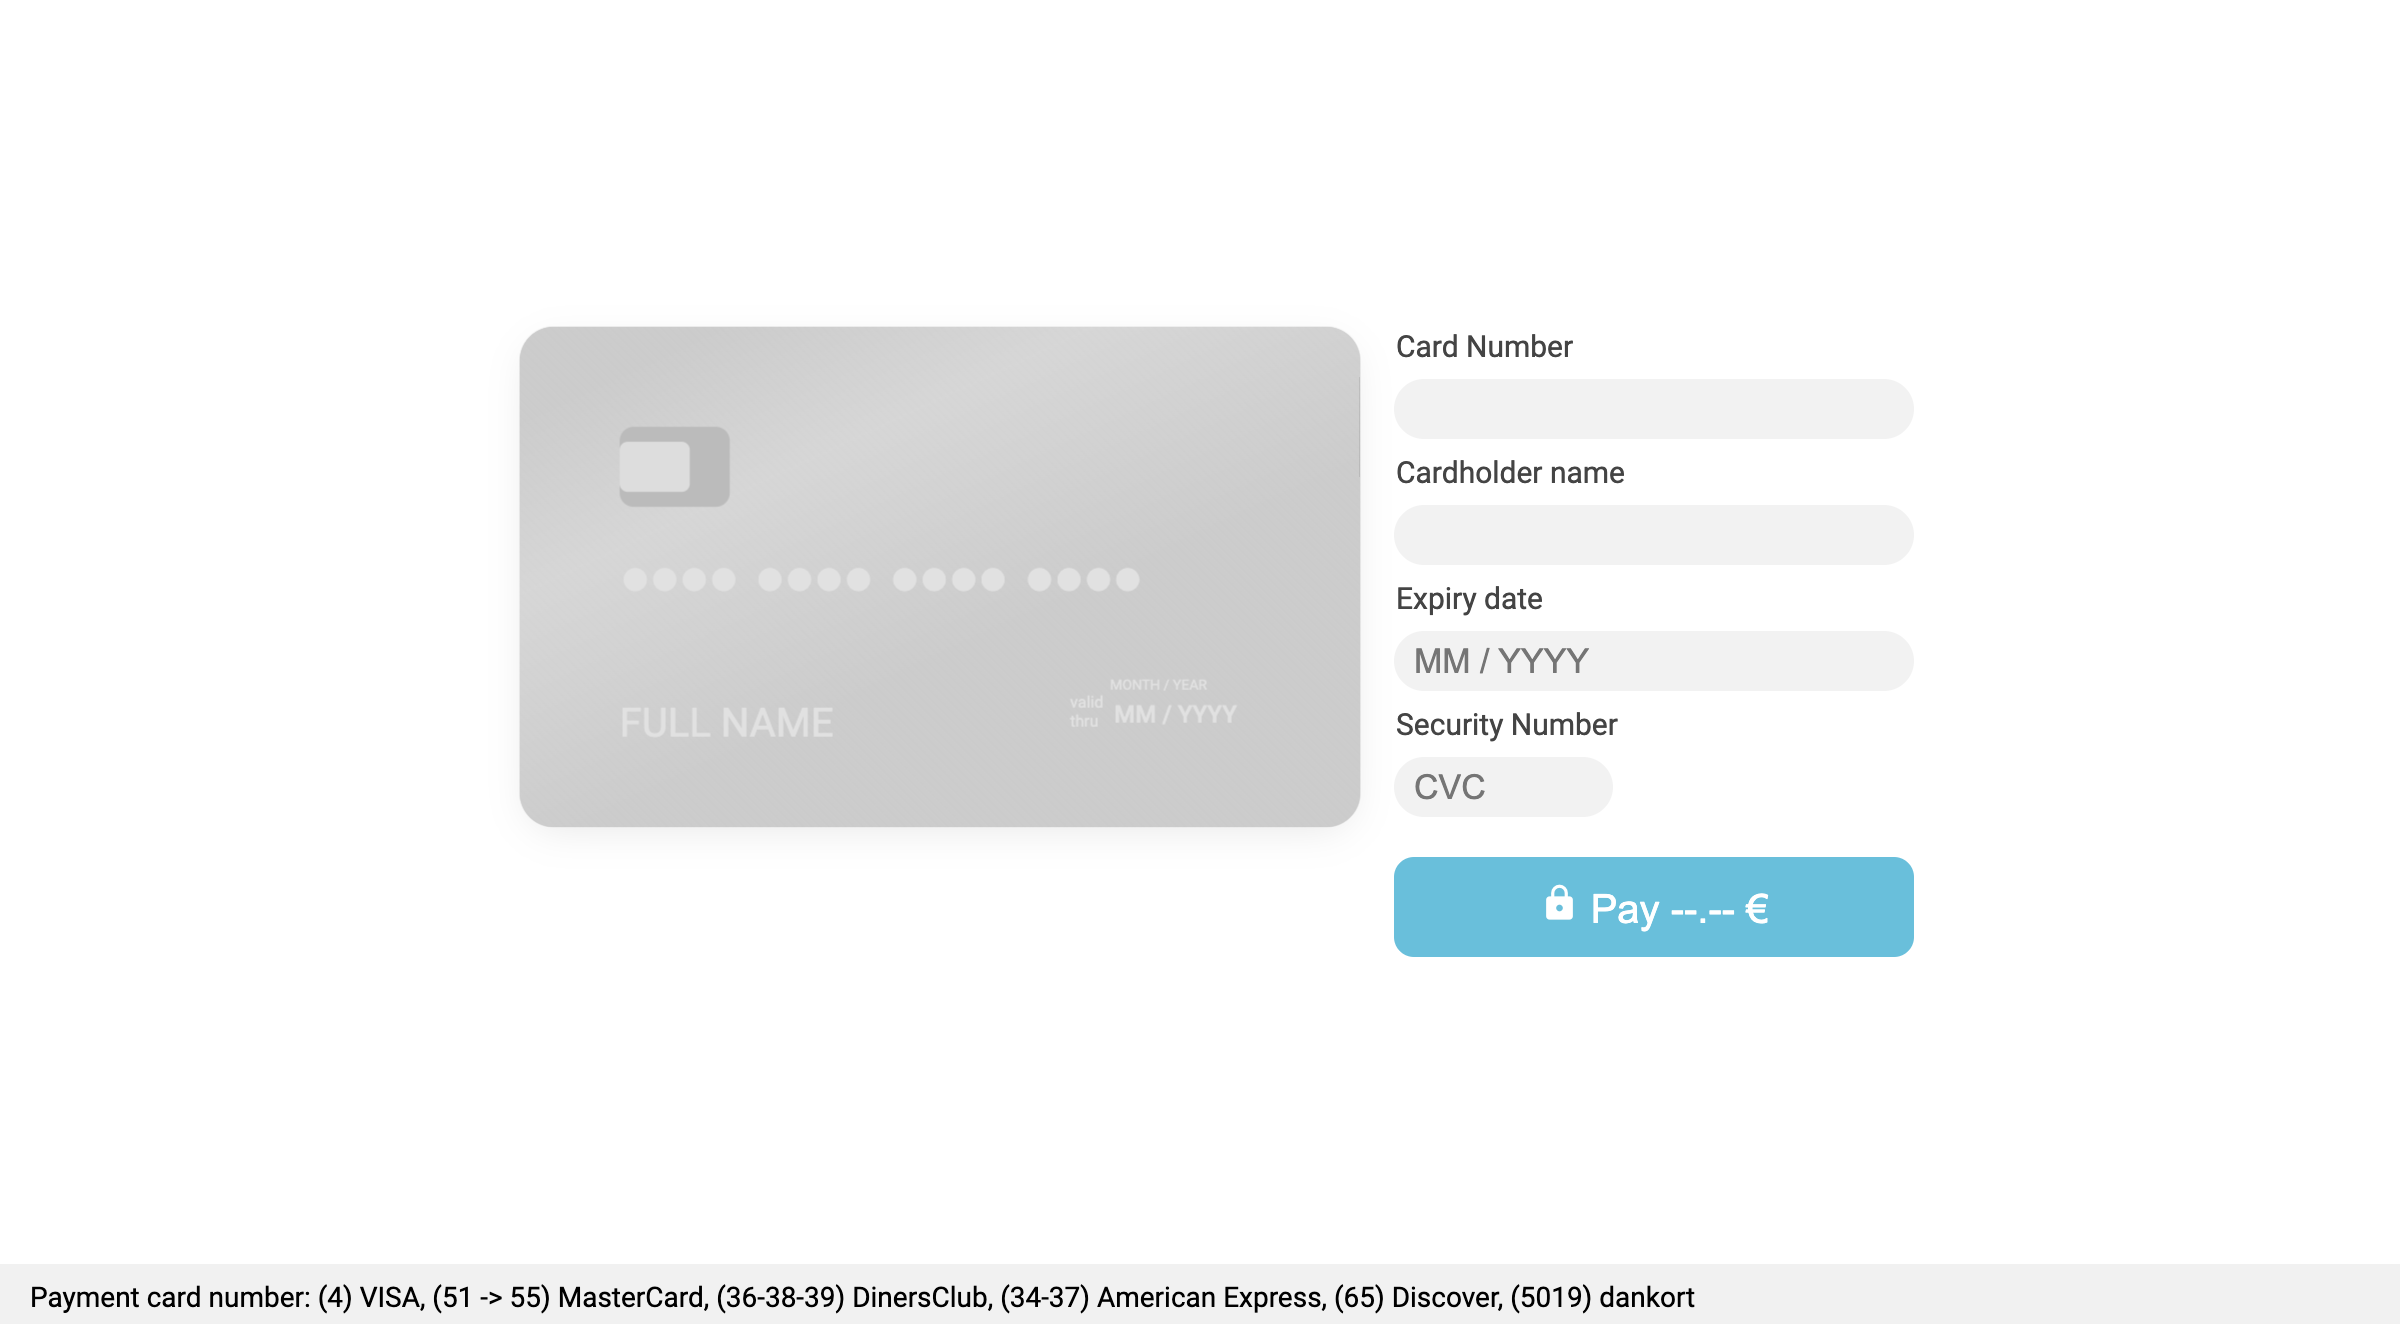 Card Number
Cardholder name
Expiry date
MM / YYYY
Security Number
CVC
Pay --.-- €
●●●● ●●●● ●●●● ●●●●
FULL NAME
MONTH / YEAR
valid thru MM / YYYY
Payment card number: (4) VISA, (51 -> 55) MasterCard, (36-38-39) DinersClub, (34-37) American Express, (65) Discover, (5019) dankort